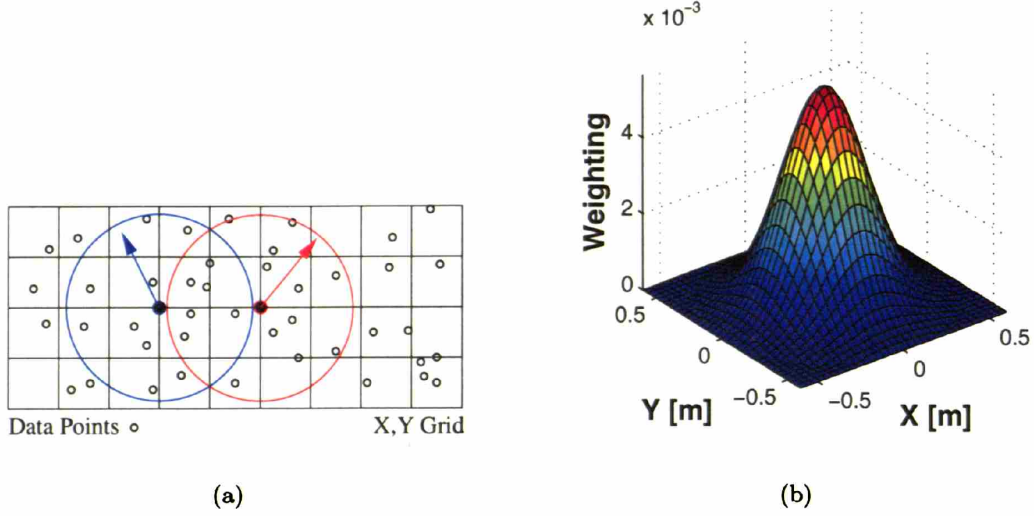 x 10⁻³
Weighting
4
2
0
0.5
0
−0.5
Y [m]
−0.5
0
0.5
X [m]
Data Points
X,Y Grid
(a)
(b)